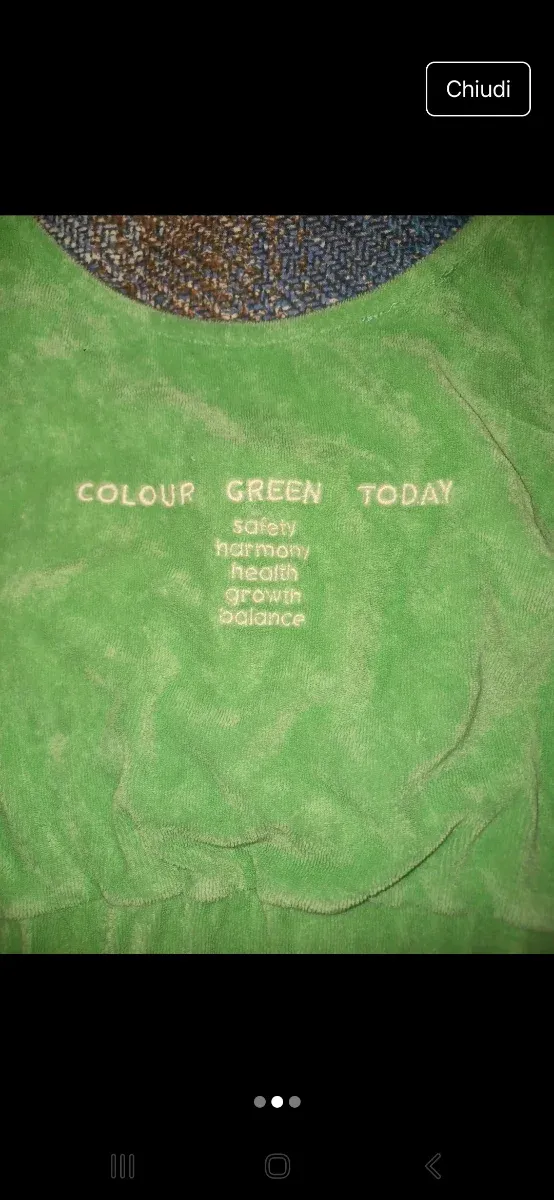 Chiudi
COLOUR GREEN TODAY
safety
harmony
health
growth
balance